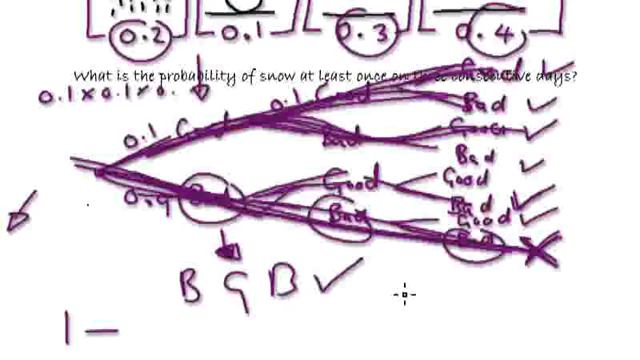 0.2 0.1 0.3 0.4
What is the probability of snow at least once on three consecutive days?
0.1 x 0.1 x 0.
0.1 Good 0.1 Good Good ✓
Bad ✓
Bad Good ✓
Bad ✓
Good Good
0.9 Bad Bad ✓
Bad Good ✓
Bad X
B G B ✓
1 —